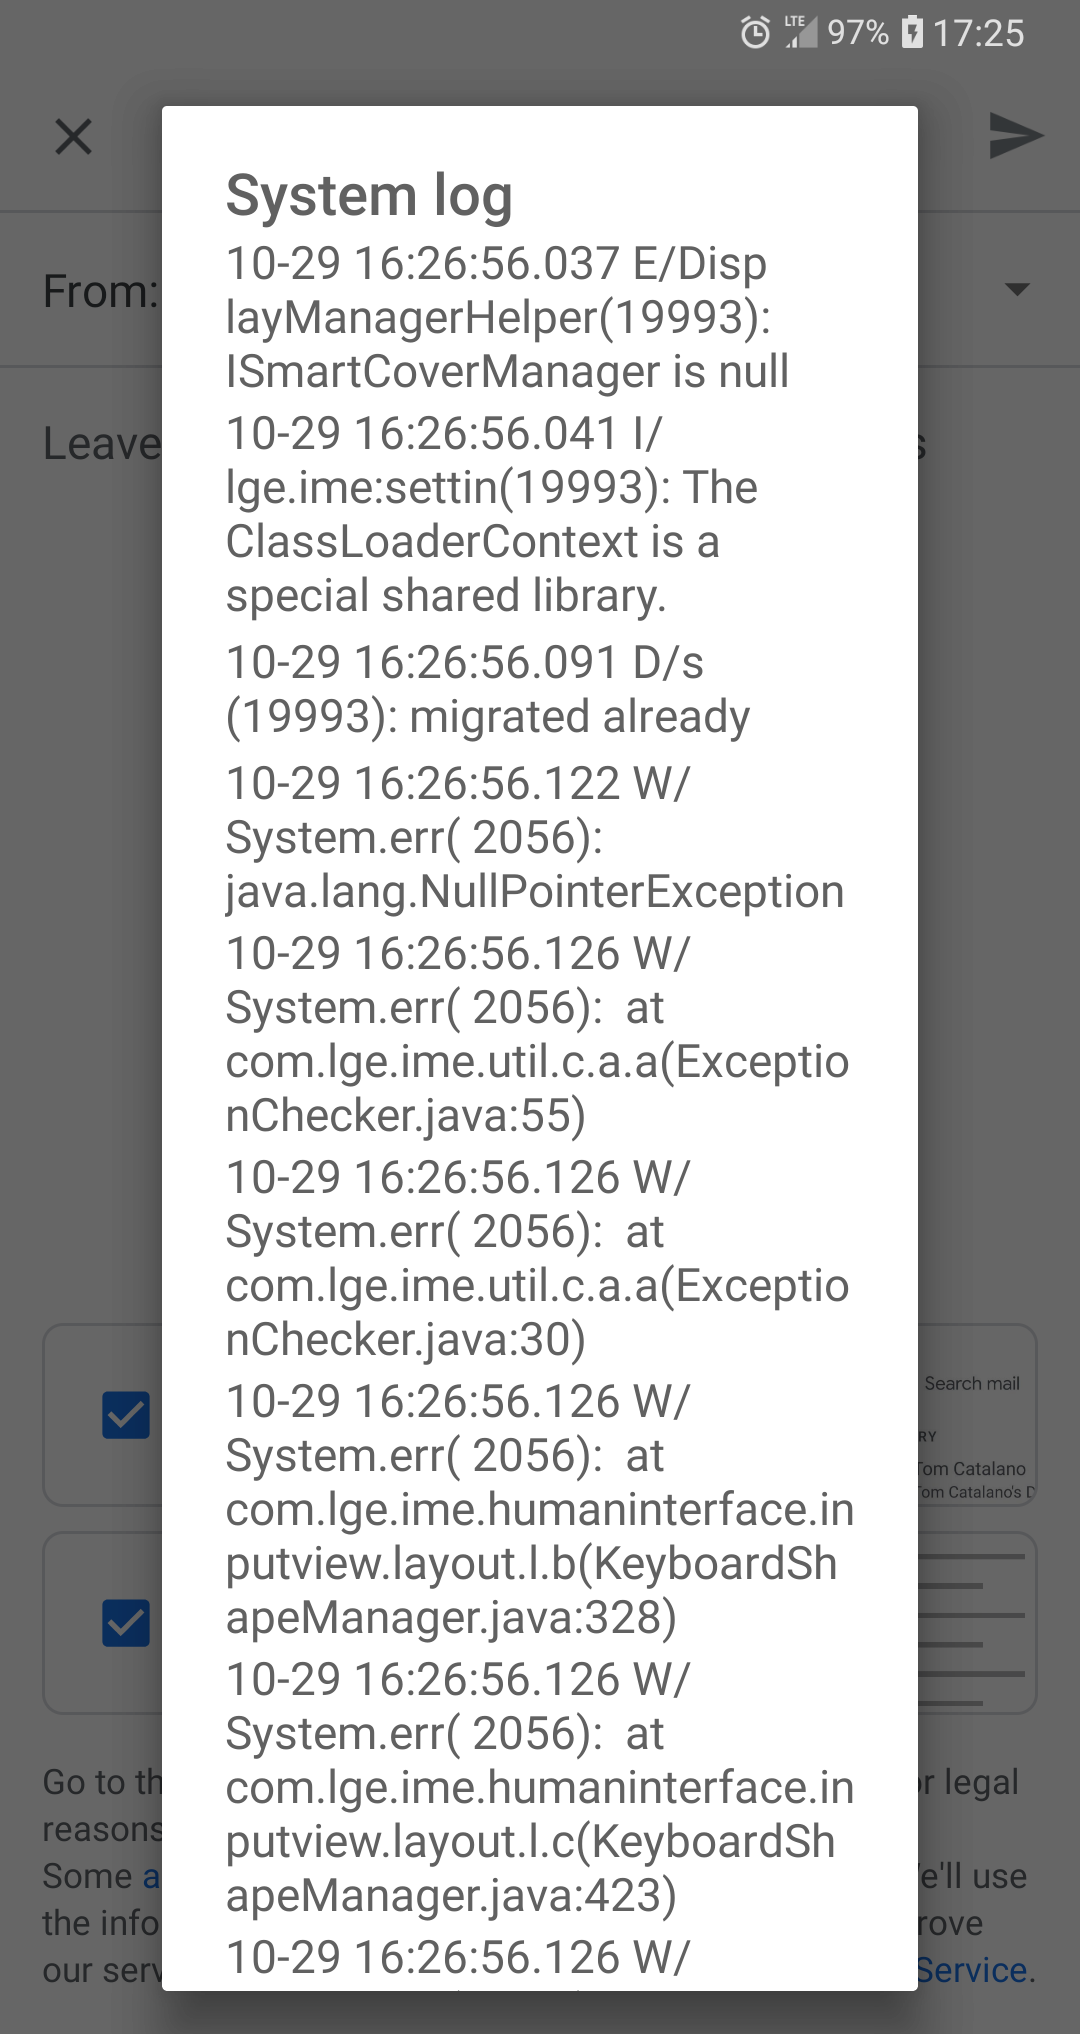 LTE 97% 17:25
System log
10-29 16:26:56.037 E/Disp
layManagerHelper(19993):
ISmartCoverManager is null
10-29 16:26:56.041 I/
lge.ime:settin(19993): The
ClassLoaderContext is a
special shared library.
10-29 16:26:56.091 D/s
(19993): migrated already
10-29 16:26:56.122 W/
System.err( 2056):
java.lang.NullPointerException
10-29 16:26:56.126 W/
System.err( 2056):  at
com.lge.ime.util.c.a.a(Exceptio
nChecker.java:55)
10-29 16:26:56.126 W/
System.err( 2056):  at
com.lge.ime.util.c.a.a(Exceptio
nChecker.java:30)
10-29 16:26:56.126 W/
System.err( 2056):  at
com.lge.ime.humaninterface.in
putview.layout.l.b(KeyboardSh
apeManager.java:328)
10-29 16:26:56.126 W/
System.err( 2056):  at
com.lge.ime.humaninterface.in
putview.layout.l.c(KeyboardSh
apeManager.java:423)
10-29 16:26:56.126 W/
From:
Leave
Search mail
RY
Tom Catalano
Tom Catalano's
Go to th
r legal
reasons
Some a
e'll use
the info
rove
our serv
Service.